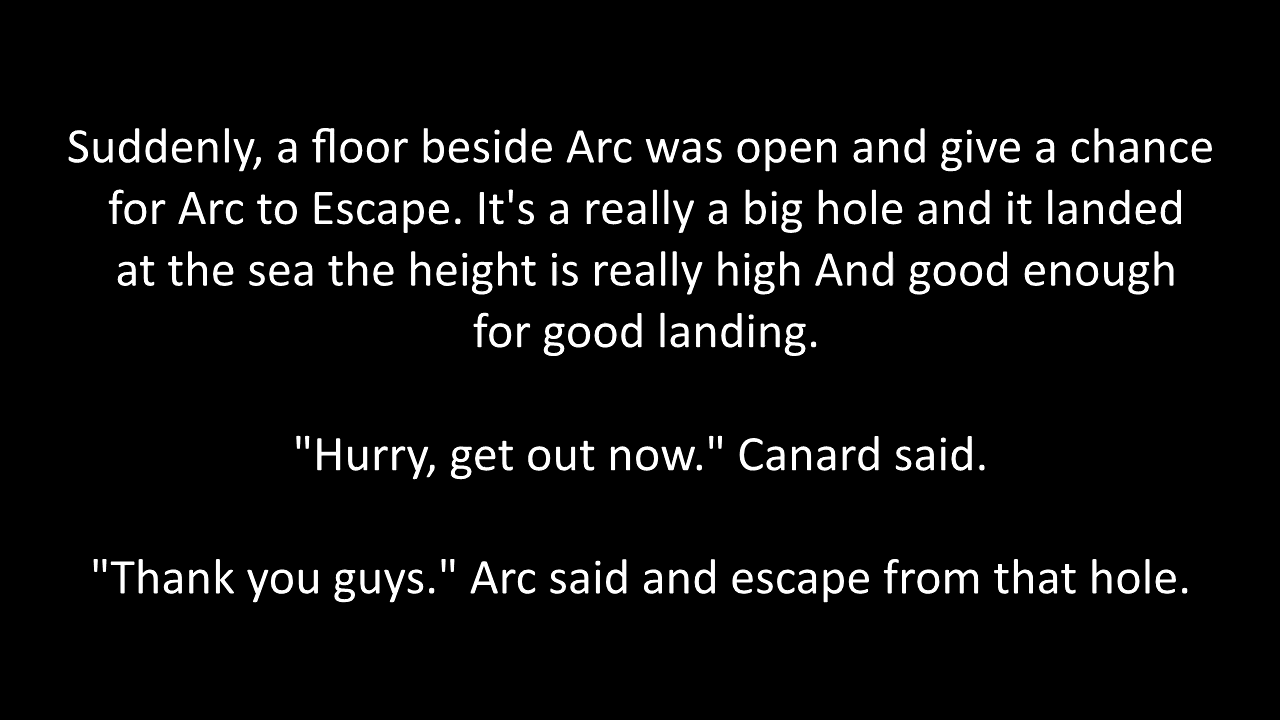 Suddenly, a floor beside Arc was open and give a chance
for Arc to Escape. It's a really a big hole and it landed
at the sea the height is really high And good enough
for good landing.
"Hurry, get out now." Canard said.
"Thank you guys." Arc said and escape from that hole.